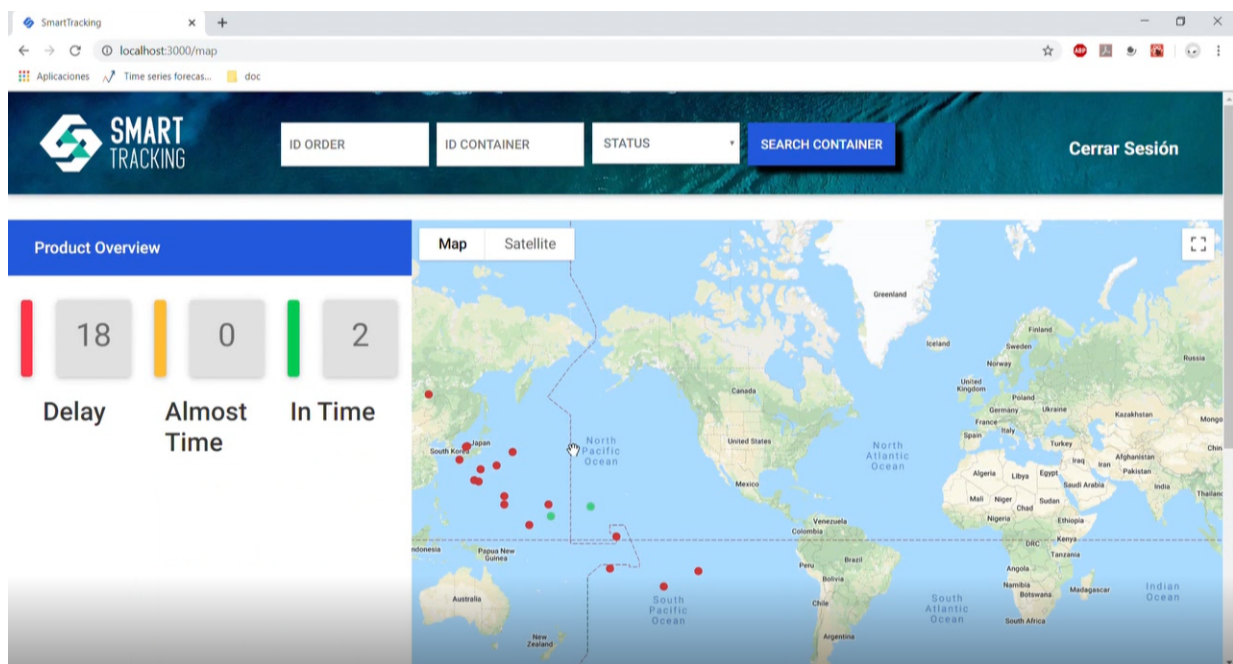 SmartTracking
localhost:3000/map
ABP
Aplicaciones
Time series forecas...
doc
SMART
TRACKING
ID ORDER
ID CONTAINER
STATUS
SEARCH CONTAINER
Cerrar Sesión
Product Overview
18
0
2
Delay
Almost
Time
In Time
Map
Satellite
Greenland
Iceland
Finland
Sweden
Norway
Russia
United
Kingdom
Poland
Germany
Ukraine
France
Italy
Spain
Turkey
Kazakhstan
Mongo
Canada
United States
Mexico
North
Pacific
Ocean
North
Atlantic
Ocean
Japan
South Korea
Chin
Afghanistan
Iraq
Iran
Pakistan
Algeria
Libya
Egypt
Saudi Arabia
India
Thailand
Mali
Niger
Chad
Sudan
Nigeria
Ethiopia
Venezuela
Colombia
DRC
Kenya
Tanzania
ndonesia
Papua New
Guinea
Peru
Brazil
Bolivia
Angola
Namibia
Botswana
Madagascar
Indian
Ocean
Australia
South
Pacific
Ocean
Chile
South
Atlantic
Ocean
South Africa
New
Zealand
Argentina